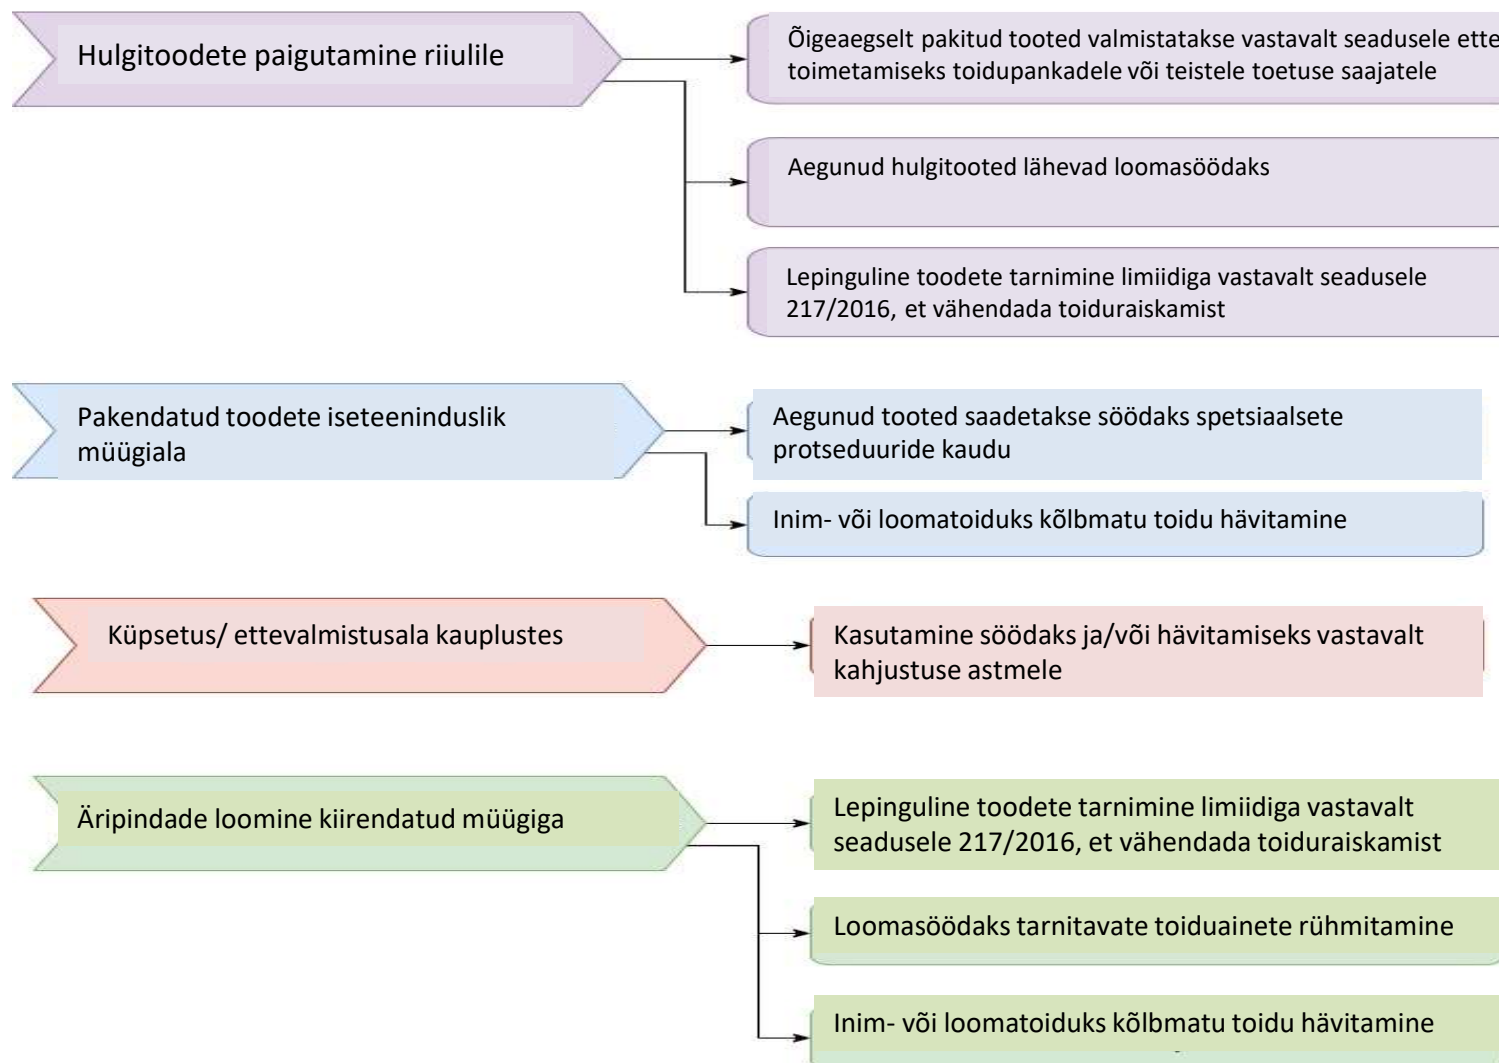 Hulgitoodete paigutamine riiulile
Õigeaegselt pakitud tooted valmistatakse vastavalt seadusele ette
toimetamiseks toidupankadele või teistele toetuse saajatele
Aegunud hulgitooted lähevad loomasöödaks
Lepinguline toodete tarnimine limiidiga vastavalt seadusele
217/2016, et vähendada toiduraiskamist
Pakendatud toodete iseteeninduslik
müügiala
Aegunud tooted saadetakse söödaks spetsiaalsete
protseduuride kaudu
Inim- või loomatoiduks kõlbmatu toidu hävitamine
Küpsetus/ ettevalmistusala kauplustes
Kasutamine söödaks ja/või hävitamiseks vastavalt
kahjustuse astmele
Äripindade loomine kiirendatud müügiga
Lepinguline toodete tarnimine limiidiga vastavalt
seadusele 217/2016, et vähendada toiduraiskamist
Loomasöödaks tarnitavate toiduainete rühmitamine
Inim- või loomatoiduks kõlbmatu toidu hävitamine